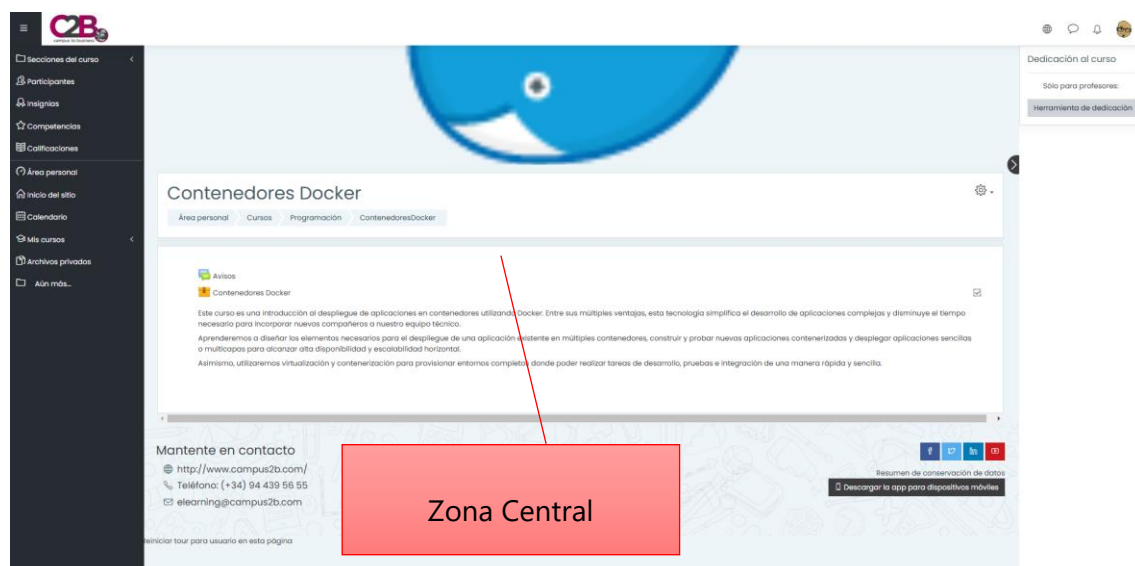 C2B
Dedicación al curso
Sólo para profesores:
Herramienta de dedicación
Secciones del curso
Participantes
Insignias
Competencias
Calificaciones
Área personal
Inicio del sitio
Calendario
Mis cursos
Archivos privados
Aún más...
Contenedores Docker
Área personal Cursos Programación ContenedoresDocker
Avisos
Contenedores Docker
Este curso es una introducción al despliegue de aplicaciones en contenedores utilizando Docker. Entre sus múltiples ventajas, esta tecnología simplifica el desarrollo de aplicaciones complejas y disminuye el tiempo
necesario para incorporar nuevos compañeros a nuestro equipo técnico.
Aprenderemos a diseñar los elementos necesarios para el despliegue de una aplicación existente en múltiples contenedores, construir y probar nuevas aplicaciones contenerizadas y desplegar aplicaciones sencillas
o multicapas para alcanzar alta disponibilidad y escalabilidad horizontal.
Asimismo, utilizaremos virtualización y contenerización para provisionar entornos completos donde poder realizar tareas de desarrollo, pruebas e integración de una manera rápida y sencilla.
Mantente en contacto
http://www.campus2b.com/
Teléfono: (+34) 94 439 56 55
elearning@campus2b.com
Resumen de conservación de datos
Descargar la app para dispositivos móviles
Zona Central
einiciar tour para usuario en esta página